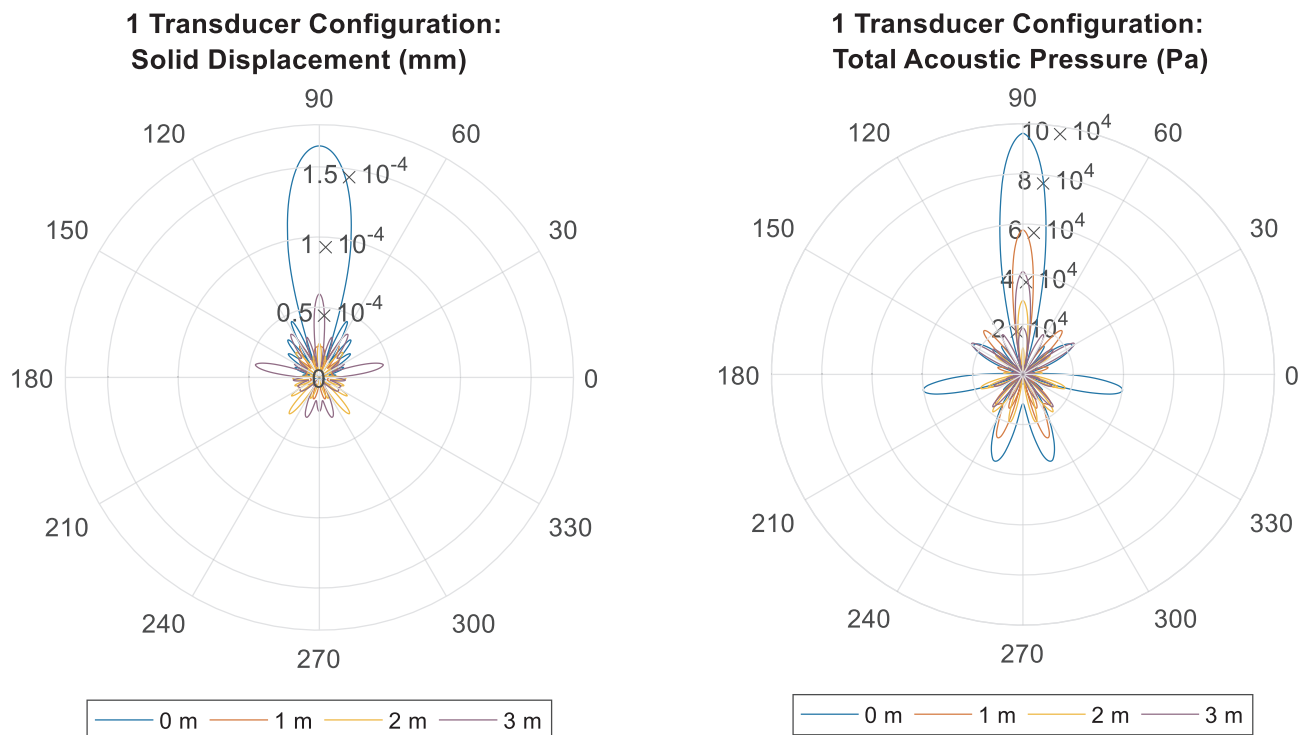 1 Transducer Configuration:
Solid Displacement (mm)
90
120
60
1.5 × 10⁻⁴
150
30
1 × 10⁻⁴
0.5 × 10⁻⁴
180
0
0
210
330
240
300
270
0 m 1 m 2 m 3 m
1 Transducer Configuration:
Total Acoustic Pressure (Pa)
90
120
60
10 × 10⁴
8 × 10⁴
150
30
6 × 10⁴
4 × 10⁴
2 × 10⁴
180
0
210
330
240
300
270
0 m 1 m 2 m 3 m